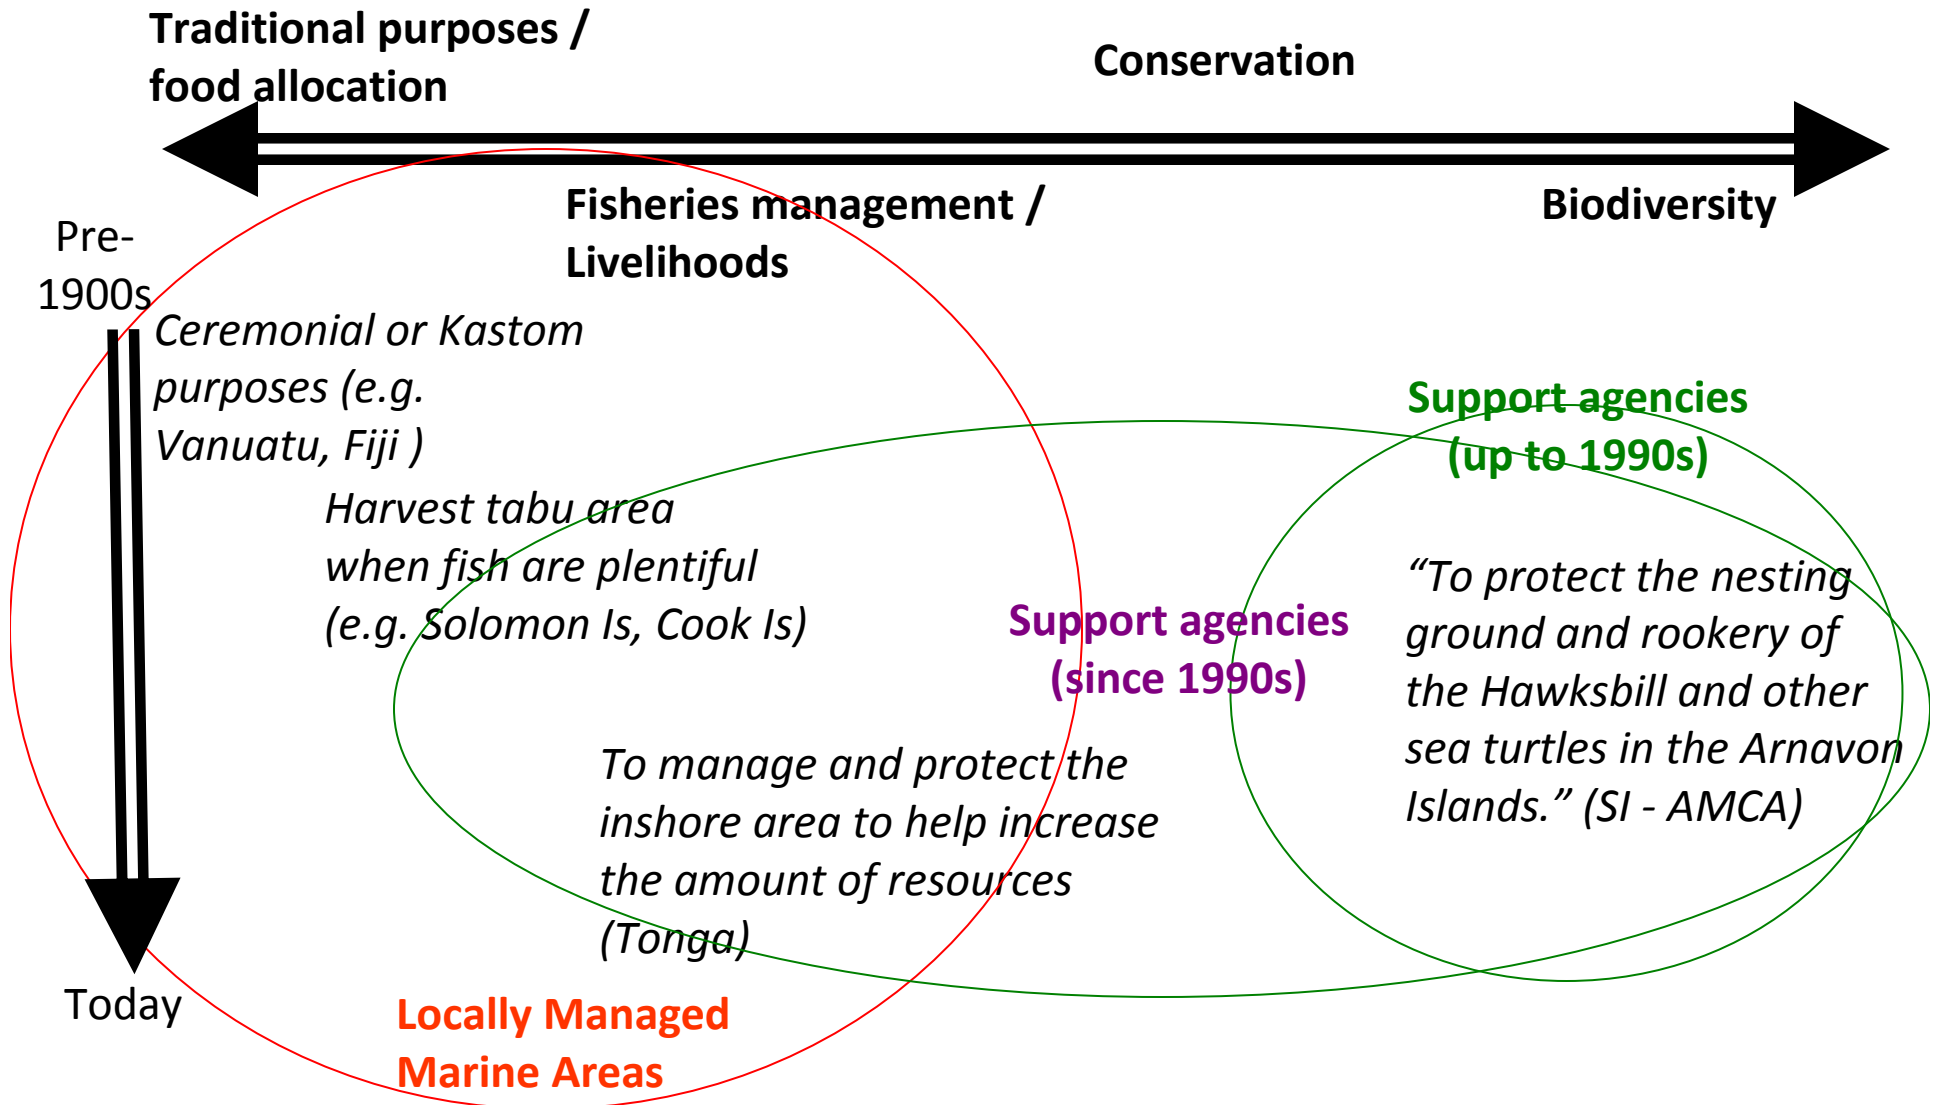 Traditional purposes /
food allocation
Conservation
Fisheries management /
Livelihoods
Biodiversity
Pre-
1900s
Ceremonial or Kastom
purposes (e.g.
Vanuatu, Fiji )
Support agencies
(up to 1990s)
Harvest tabu area
when fish are plentiful
(e.g. Solomon Is, Cook Is)
Support agencies
(since 1990s)
“To protect the nesting
ground and rookery of
the Hawksbill and other
sea turtles in the Arnavon
Islands.” (SI - AMCA)
To manage and protect the
inshore area to help increase
the amount of resources
(Tonga)
Today
Locally Managed
Marine Areas